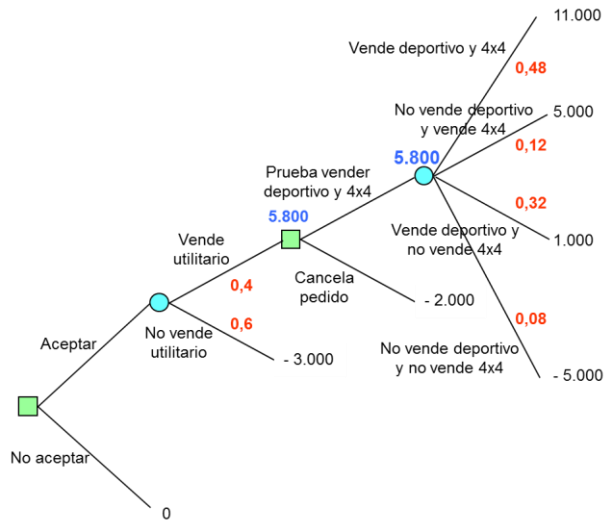 11.000
Vende deportivo y 4x4
0,48
No vende deportivo
y vende 4x4
5.000
0,12
5.800
Prueba vender
deportivo y 4x4
5.800
0,32
Vende deportivo y
no vende 4x4
1.000
Vende
utilitario
0,4
Cancela
pedido
- 2.000
0,6
No vende
utilitario
- 3.000
0,08
No vende deportivo
y no vende 4x4
- 5.000
Aceptar
No aceptar
0